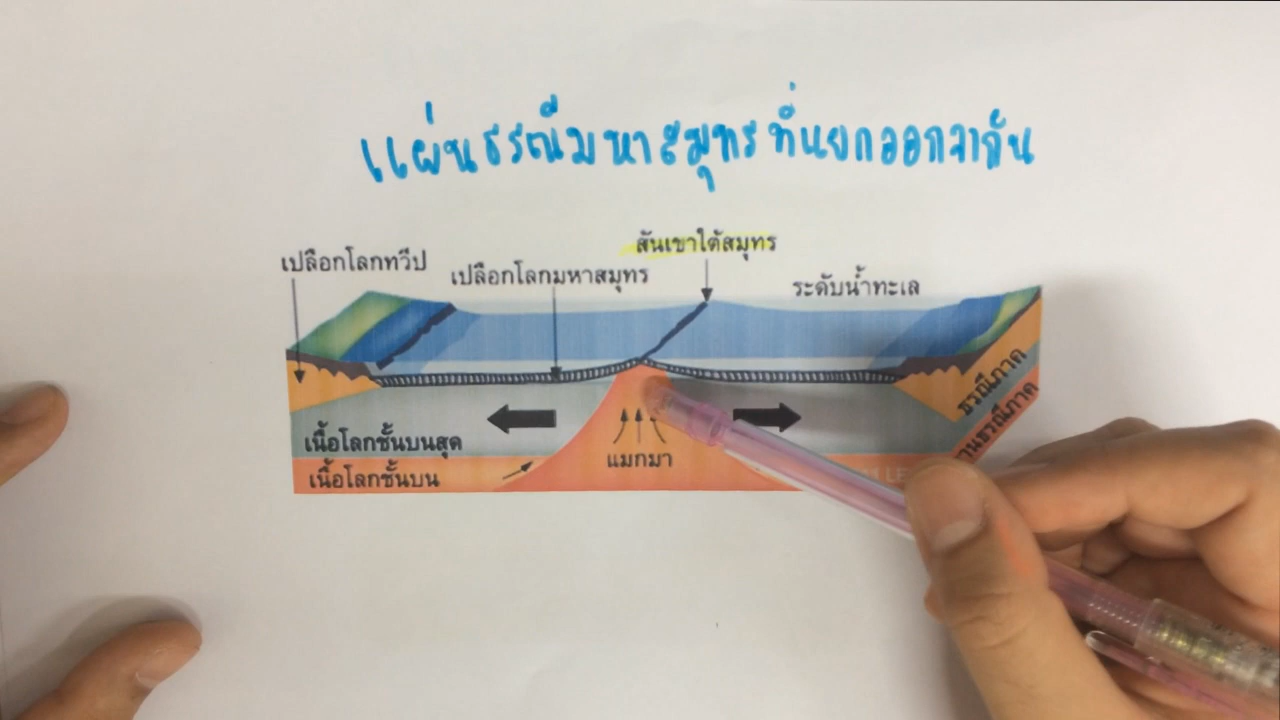 แผ่นธรณีมหาสมุทรที่แยกออกจากกัน
สันเขาใต้สมุทร
เปลือกโลกทวีป
เปลือกโลกมหาสมุทร
ระดับน้ำทะเล
ธรณีภาค
เนื้อโลกชั้นบนสุด
แมกมา
เนื้อโลกชั้นบน